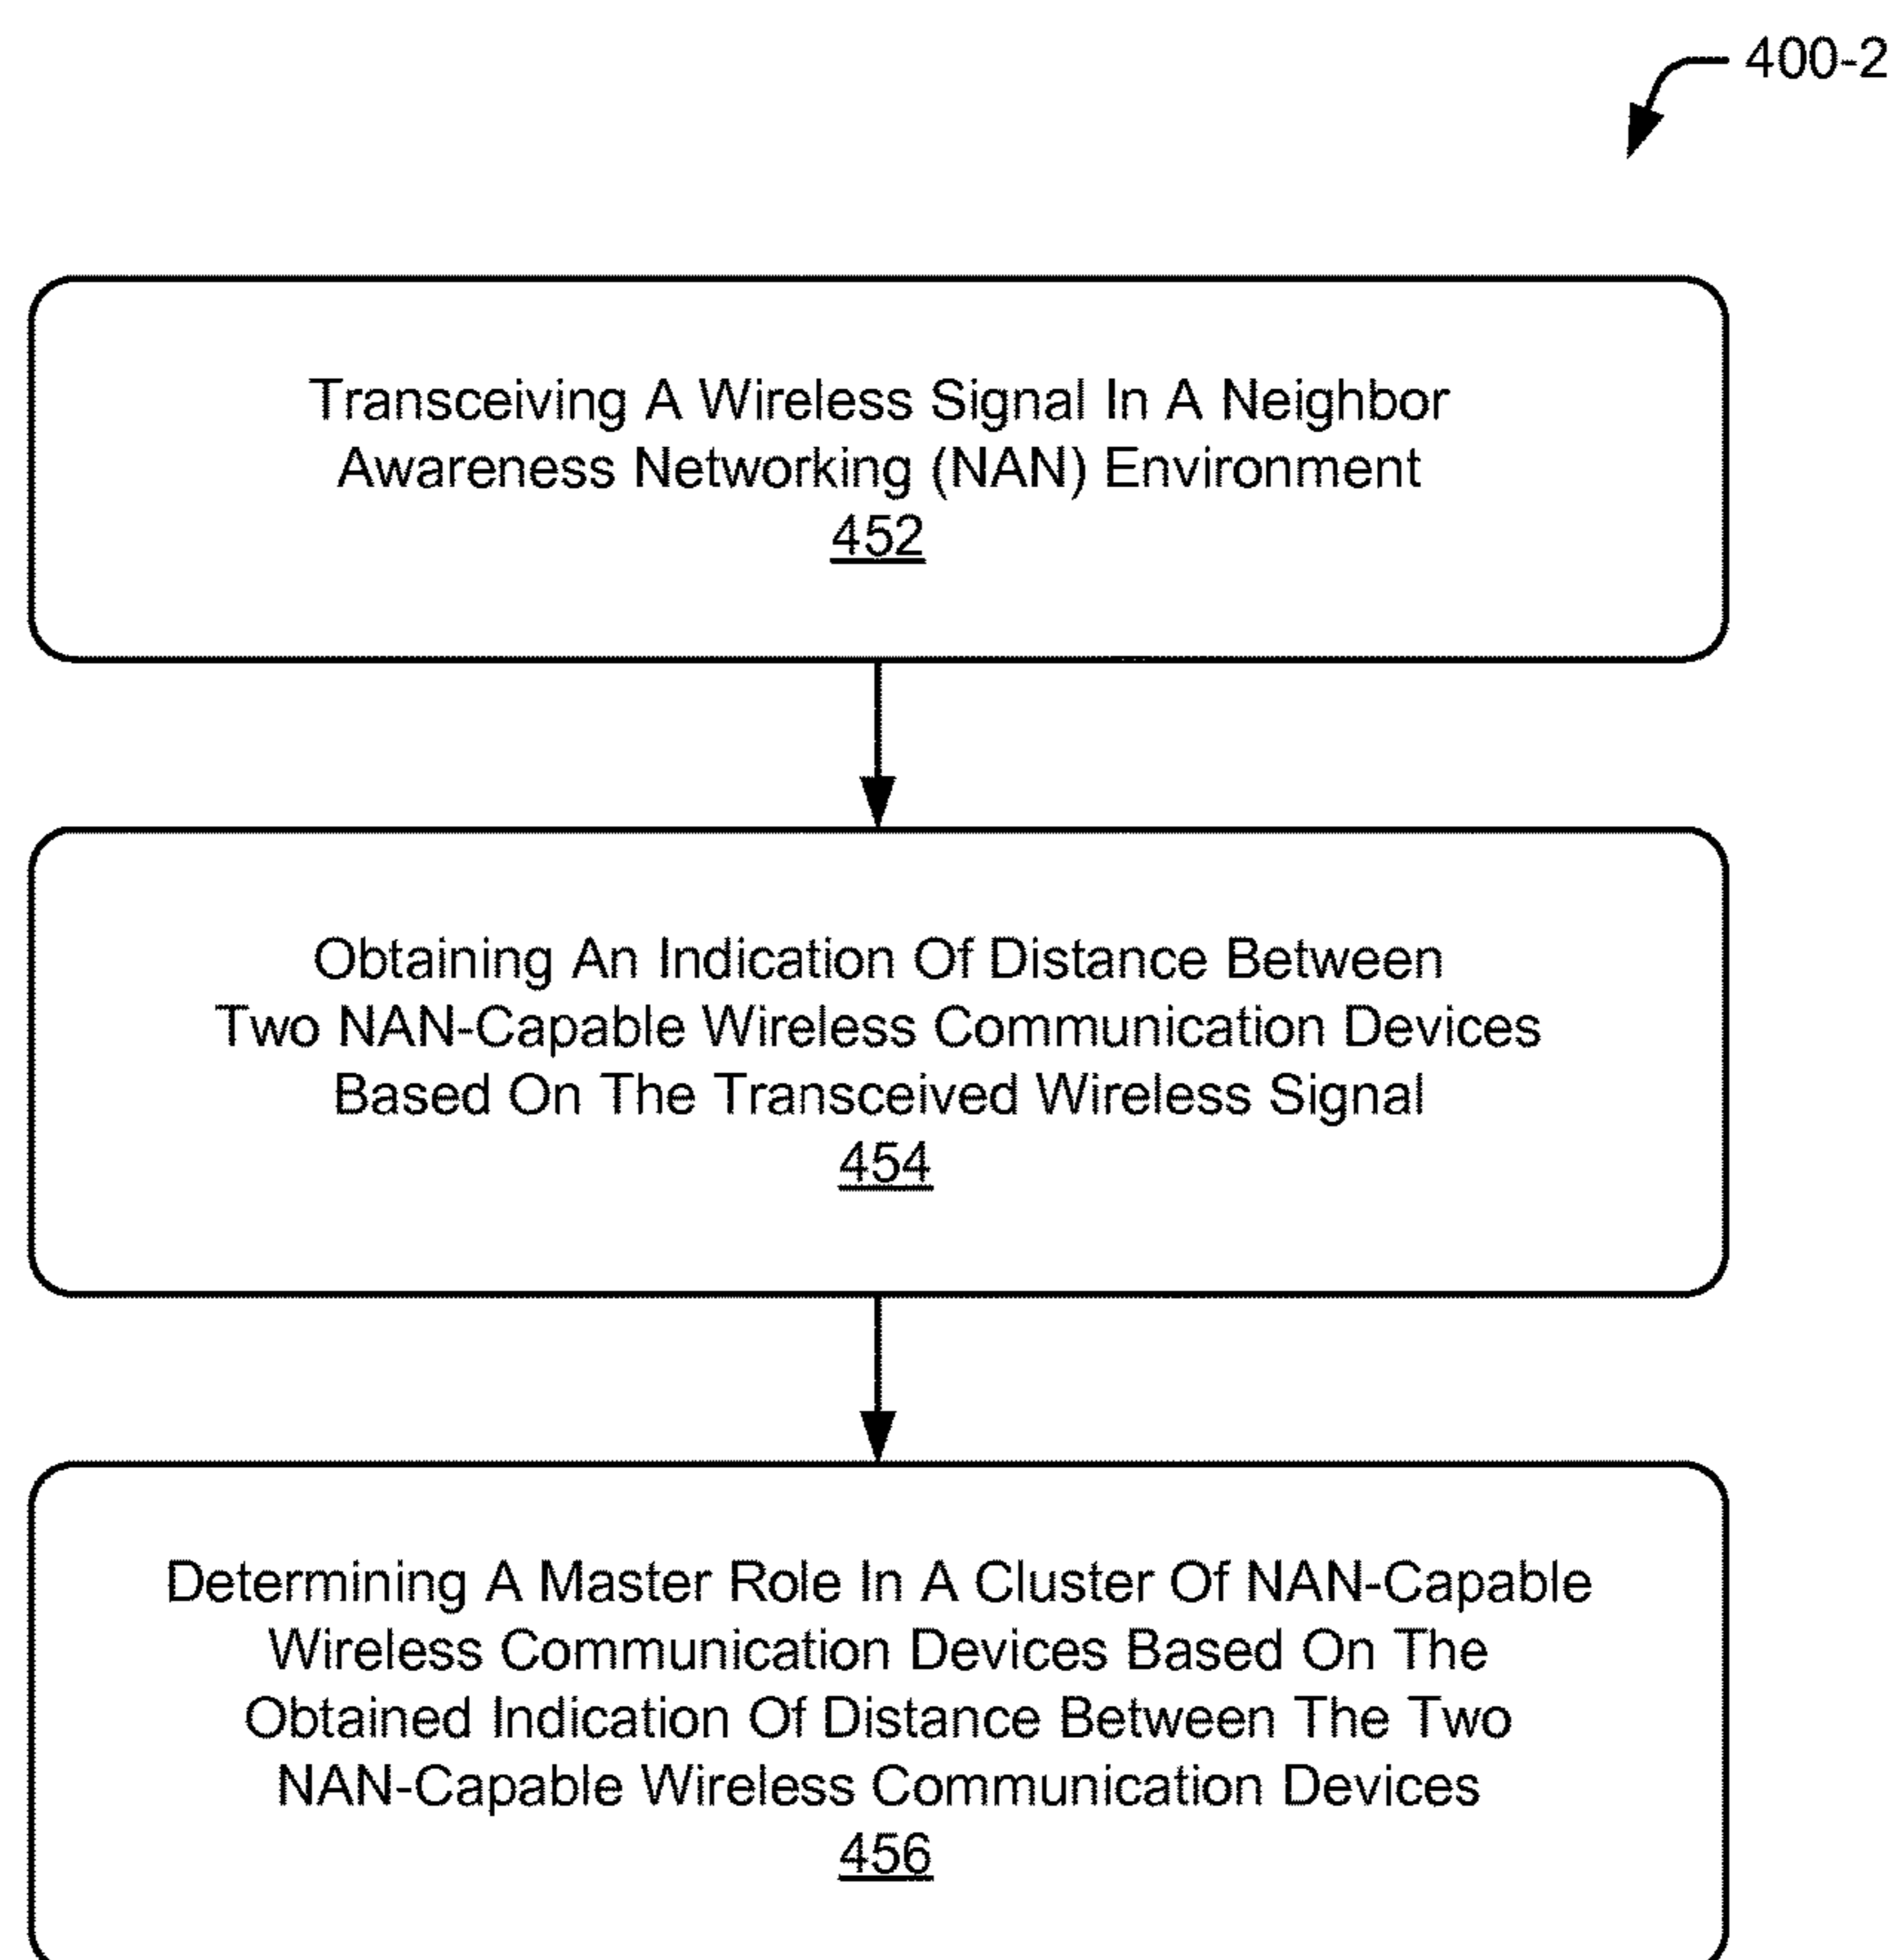 400-2
Transceiving A Wireless Signal In A Neighbor
Awareness Networking (NAN) Environment
452
Obtaining An Indication Of Distance Between
Two NAN-Capable Wireless Communication Devices
Based On The Transceived Wireless Signal
454
Determining A Master Role In A Cluster Of NAN-Capable
Wireless Communication Devices Based On The
Obtained Indication Of Distance Between The Two
NAN-Capable Wireless Communication Devices
456